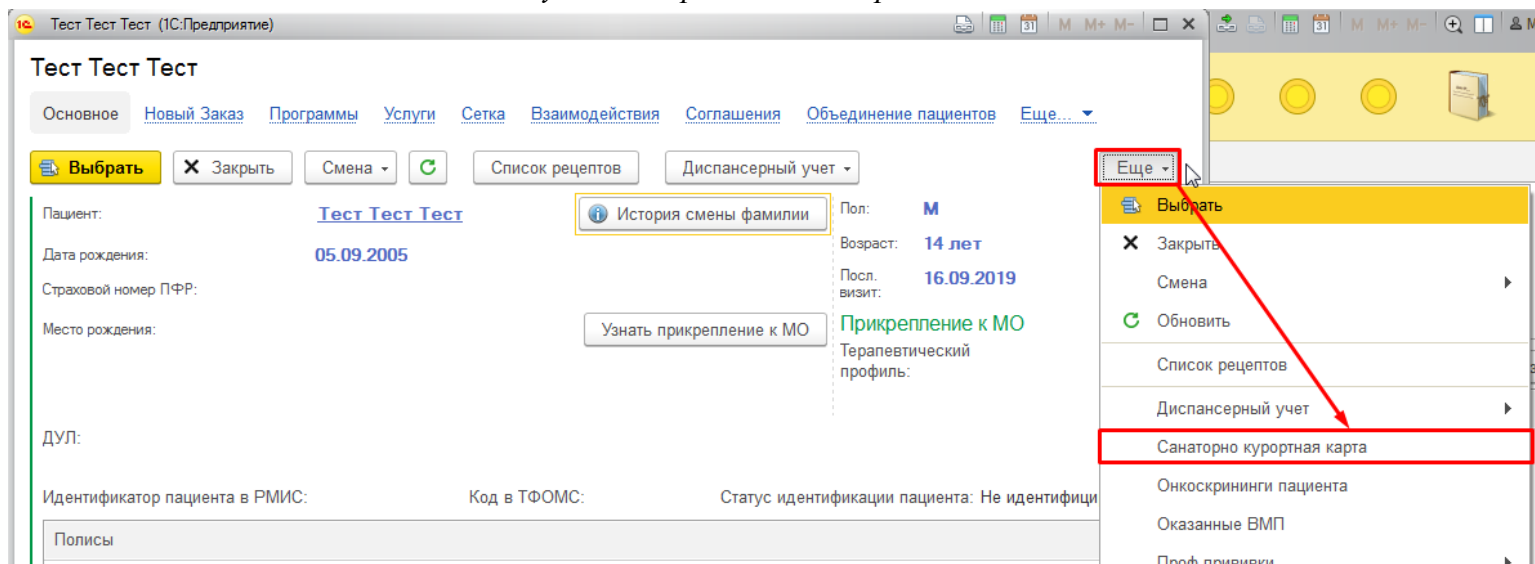 Тест Тест Тест (1С:Предприятие)
M M+ M-
M M+ M-
Тест Тест Тест
Основное Новый Заказ Программы Услуги Сетка Взаимодействия Соглашения Объединение пациентов Еще...
Выбрать Закрыть Смена Список рецептов Диспансерный учет Еще
Пациент: Тест Тест Тест История смены фамилии Пол: М
Дата рождения: 05.09.2005 Возраст: 14 лет
Страховой номер ПФР: Посл. визит: 16.09.2019
Место рождения: Узнать прикрепление к МО Прикрепление к МО
Терапевтический
профиль:
ДУЛ:
Идентификатор пациента в РМИС: Код в ТФОМС: Статус идентификации пациента: Не идентифици
Полисы
Выбрать
Закрыть
Смена
Обновить
Список рецептов
Диспансерный учет
Санаторно курортная карта
Онкоскрининги пациента
Оказанные ВМП
Проф.прививки